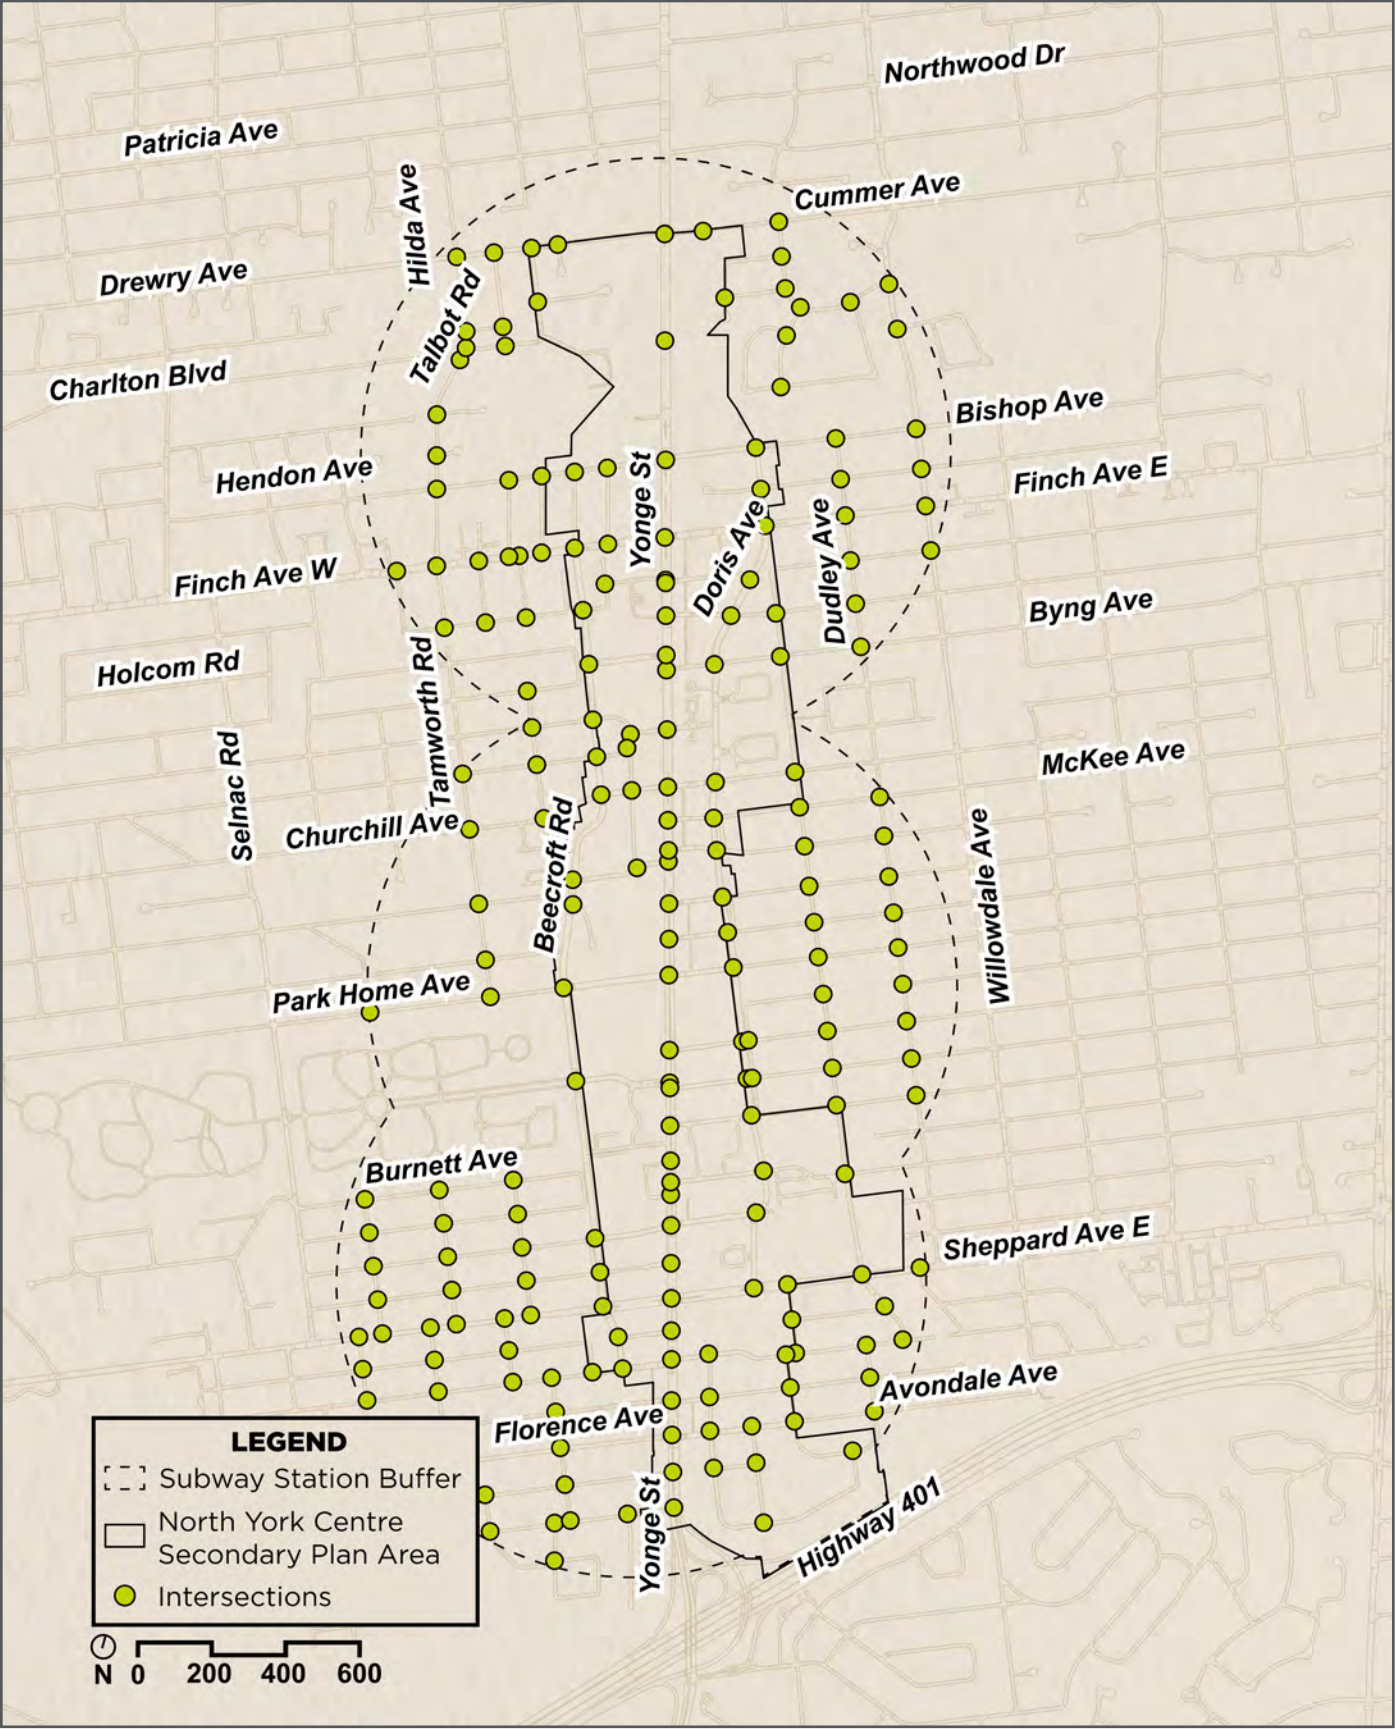 Northwood Dr
Patricia Ave
Cummer Ave
Hilda Ave
Drewry Ave
Talbot Rd
Charlton Blvd
Bishop Ave
Hendon Ave
Yonge St
Finch Ave E
Doris Ave
Dudley Ave
Finch Ave W
Byng Ave
Holcom Rd
Tamworth Rd
Selnac Rd
McKee Ave
Churchill Ave
Beecroft Rd
Willowdale Ave
Park Home Ave
Burnett Ave
Sheppard Ave E
Avondale Ave
Florence Ave
Yonge St
Highway 401
LEGEND
Subway Station Buffer
North York Centre
Secondary Plan Area
Intersections
N 0 200 400 600